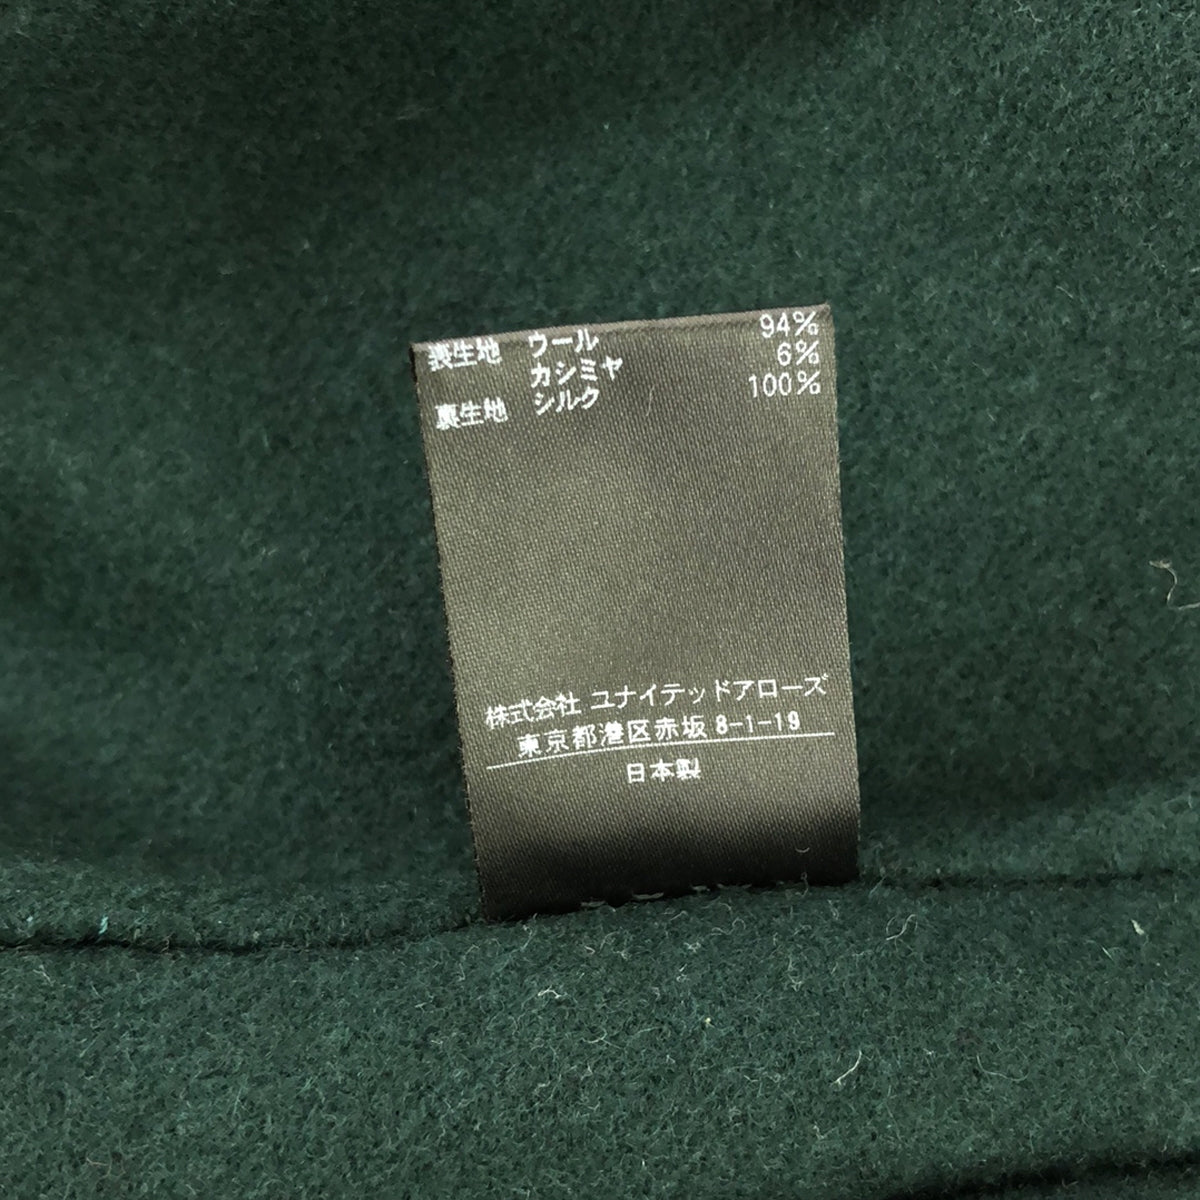 表生地 ウール 94%
カシミヤ 6%
裏生地 シルク 100%
株式会社 ユナイテッドアローズ
東京都港区赤坂 8-1-19
日本製